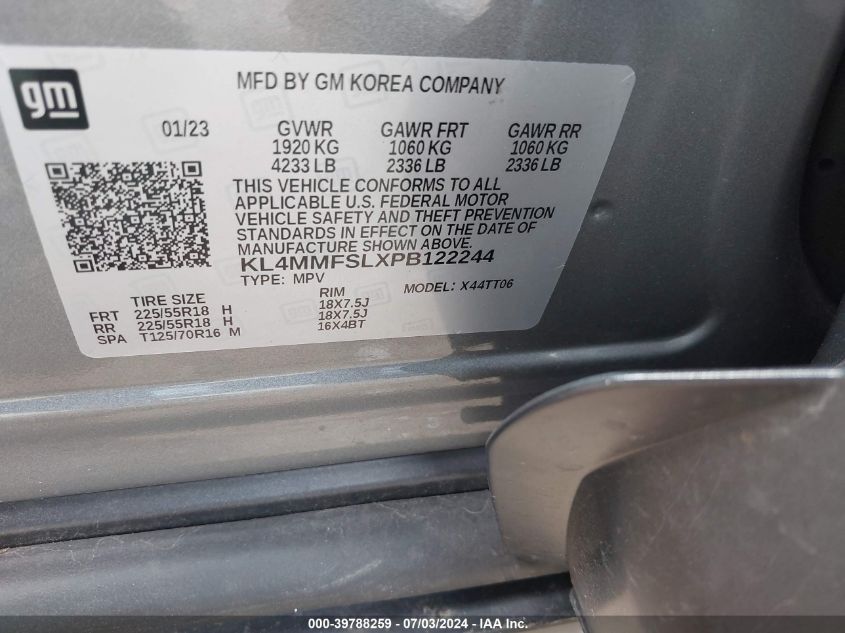 gm
MFD BY GM KOREA COMPANY
01/23 GVWR GAWR FRT GAWR RR
1920 KG 1060 KG 1060 KG
4233 LB 2336 LB 2336 LB
THIS VEHICLE CONFORMS TO ALL
APPLICABLE U.S. FEDERAL MOTOR
VEHICLE SAFETY AND THEFT PREVENTION
STANDARDS IN EFFECT ON THE DATE OF
MANUFACTURE SHOWN ABOVE.
KL4MMFSLXPB122244
TYPE: MPV MODEL: X44TT06
TIRE SIZE RIM
FRT 225/55R18 H 18X7.5J
RR 225/55R18 H 18X7.5J
SPA T125/70R16 M 16X4BT
000-39788259 - 07/03/2024 - IAA Inc.